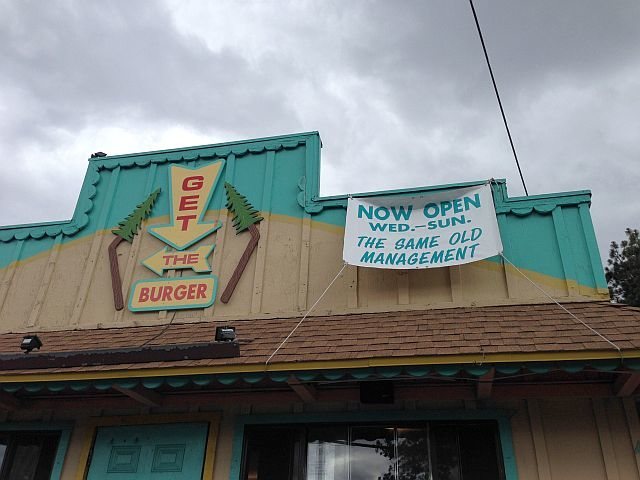 GET
THE
BURGER
NOW OPEN
WED.-SUN.
THE SAME OLD
MANAGEMENT